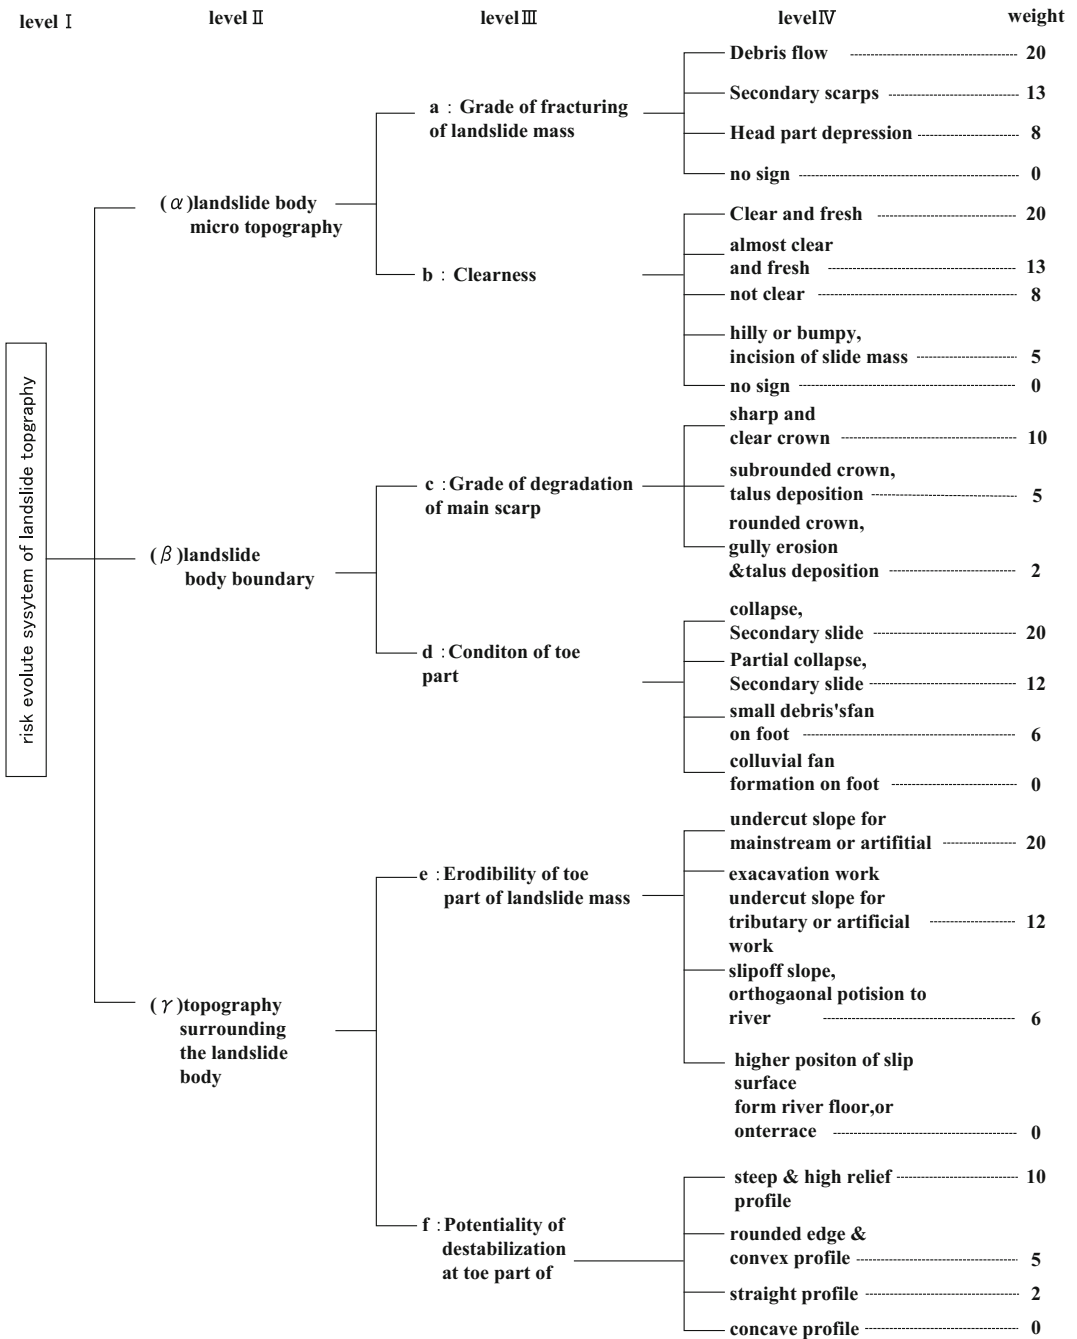 level Ⅰ
level Ⅱ
level Ⅲ
level Ⅳ
weight
risk evolute sysytem of landslide topgraphy
(α)landslide body
micro topography
a : Grade of fracturing
of landslide mass
Debris flow 20
Secondary scarps 13
Head part depression 8
no sign 0
b : Clearness
Clear and fresh 20
almost clear
and fresh 13
not clear 8
hilly or bumpy,
incision of slide mass 5
no sign 0
(β)landslide
body boundary
c :Grade of degradation
of main scarp
sharp and
clear crown 10
subrounded crown,
talus deposition 5
rounded crown,
gully erosion
&talus deposition 2
d :Conditon of toe
part
collapse,
Secondary slide 20
Partial collapse,
Secondary slide 12
small debris'sfan
on foot 6
colluvial fan
formation on foot 0
(γ)topography
surrounding
the landslide
body
e :Erodibility of toe
part of landslide mass
undercut slope for
mainstream or artifitial 20
exacavation work
undercut slope for
tributary or artificial 12
work
slipoff slope,
orthogaonal potision to
river 6
higher positon of slip
surface
form river floor,or
onterrace 0
f :Potentiality of
destabilization
at toe part of
steep & high relief 10
profile
rounded edge &
convex profile 5
straight profile 2
concave profile 0